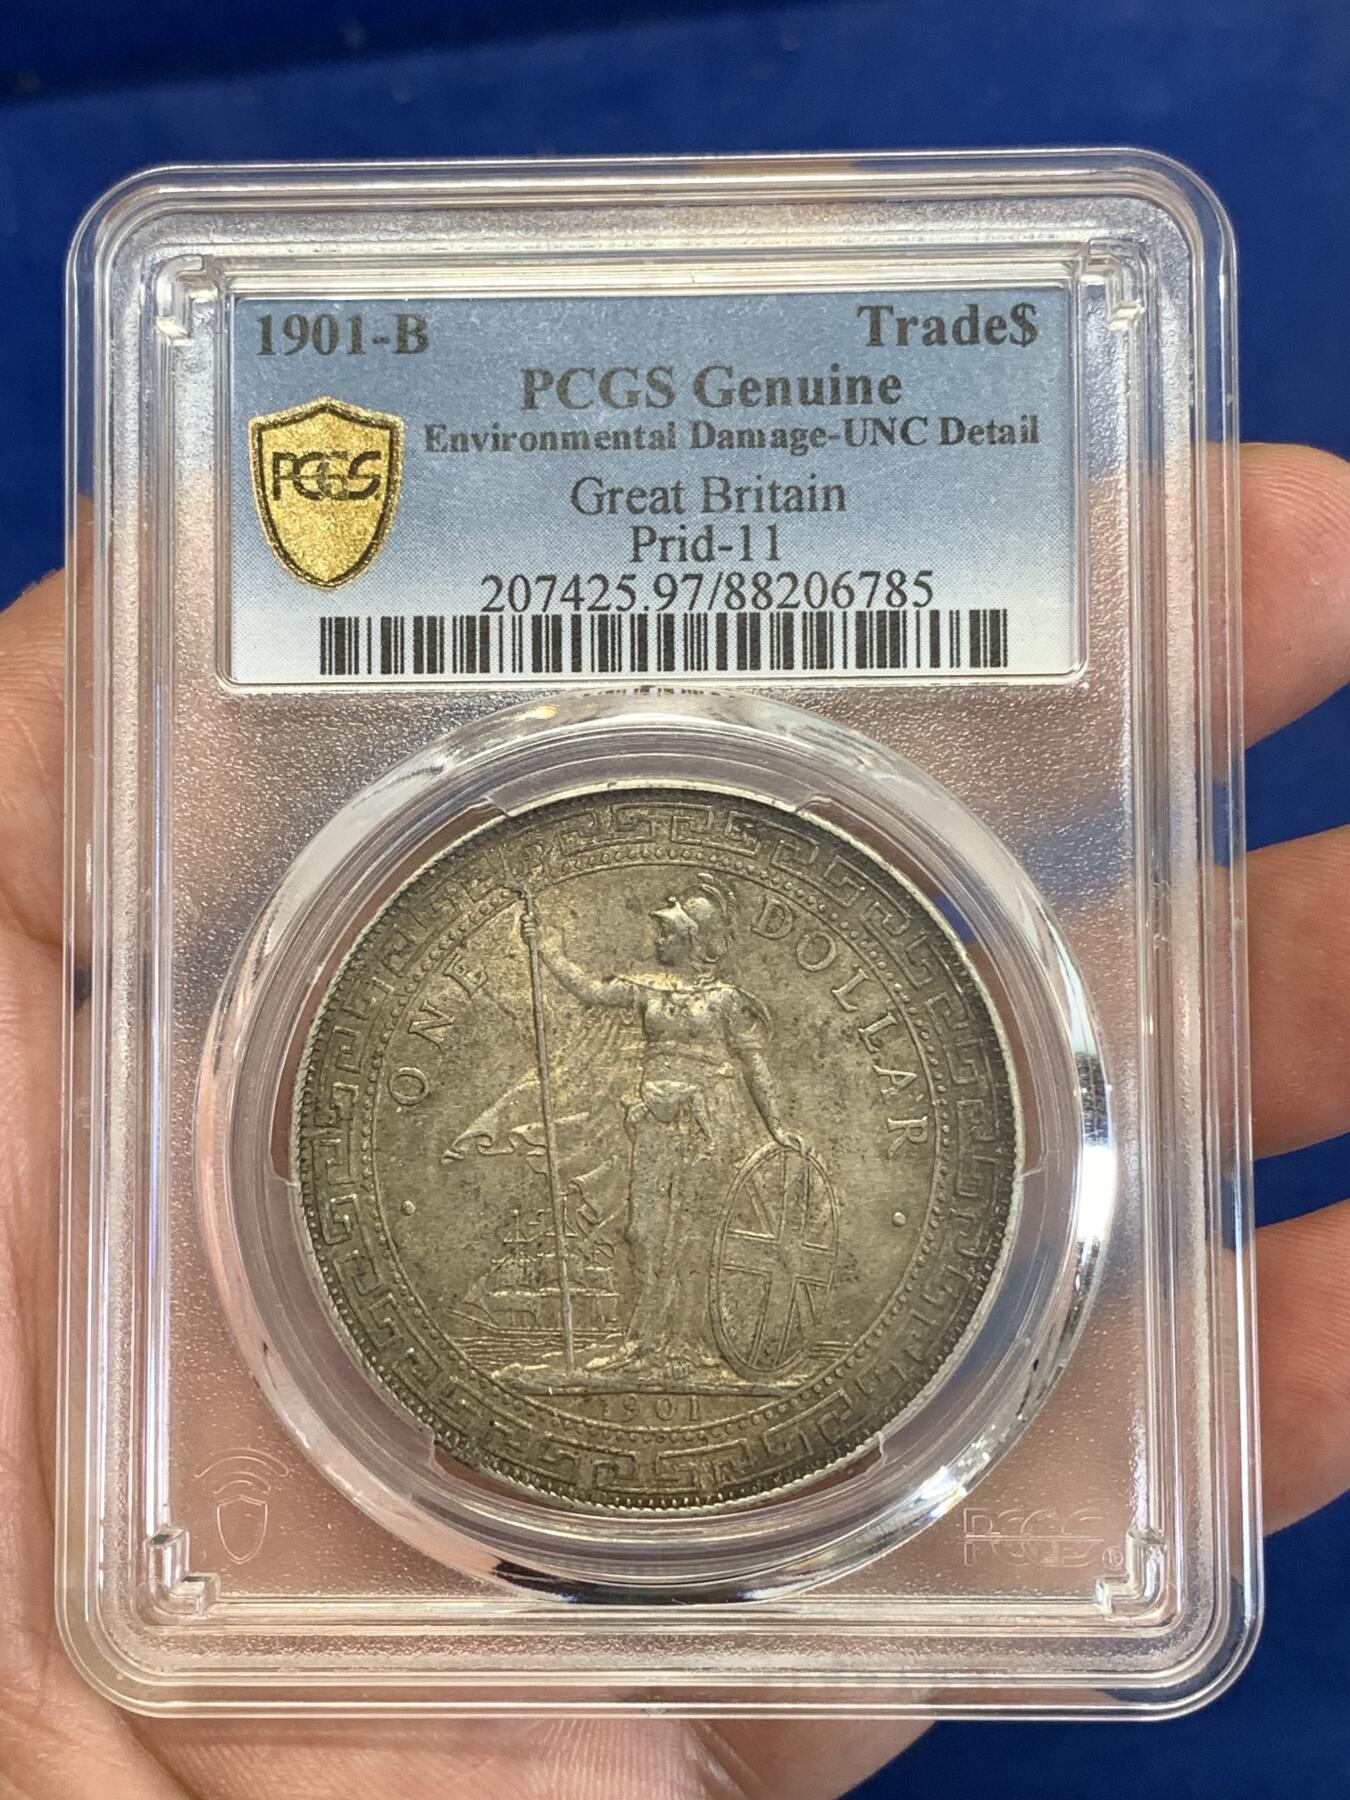 1901-B Trade$
PCGS Genuine
Environmental Damage-UNC Detail
PCGS
Great Britain
Prid-11
207425.97/88206785
ONE DOLLAR
1901
PCGS®